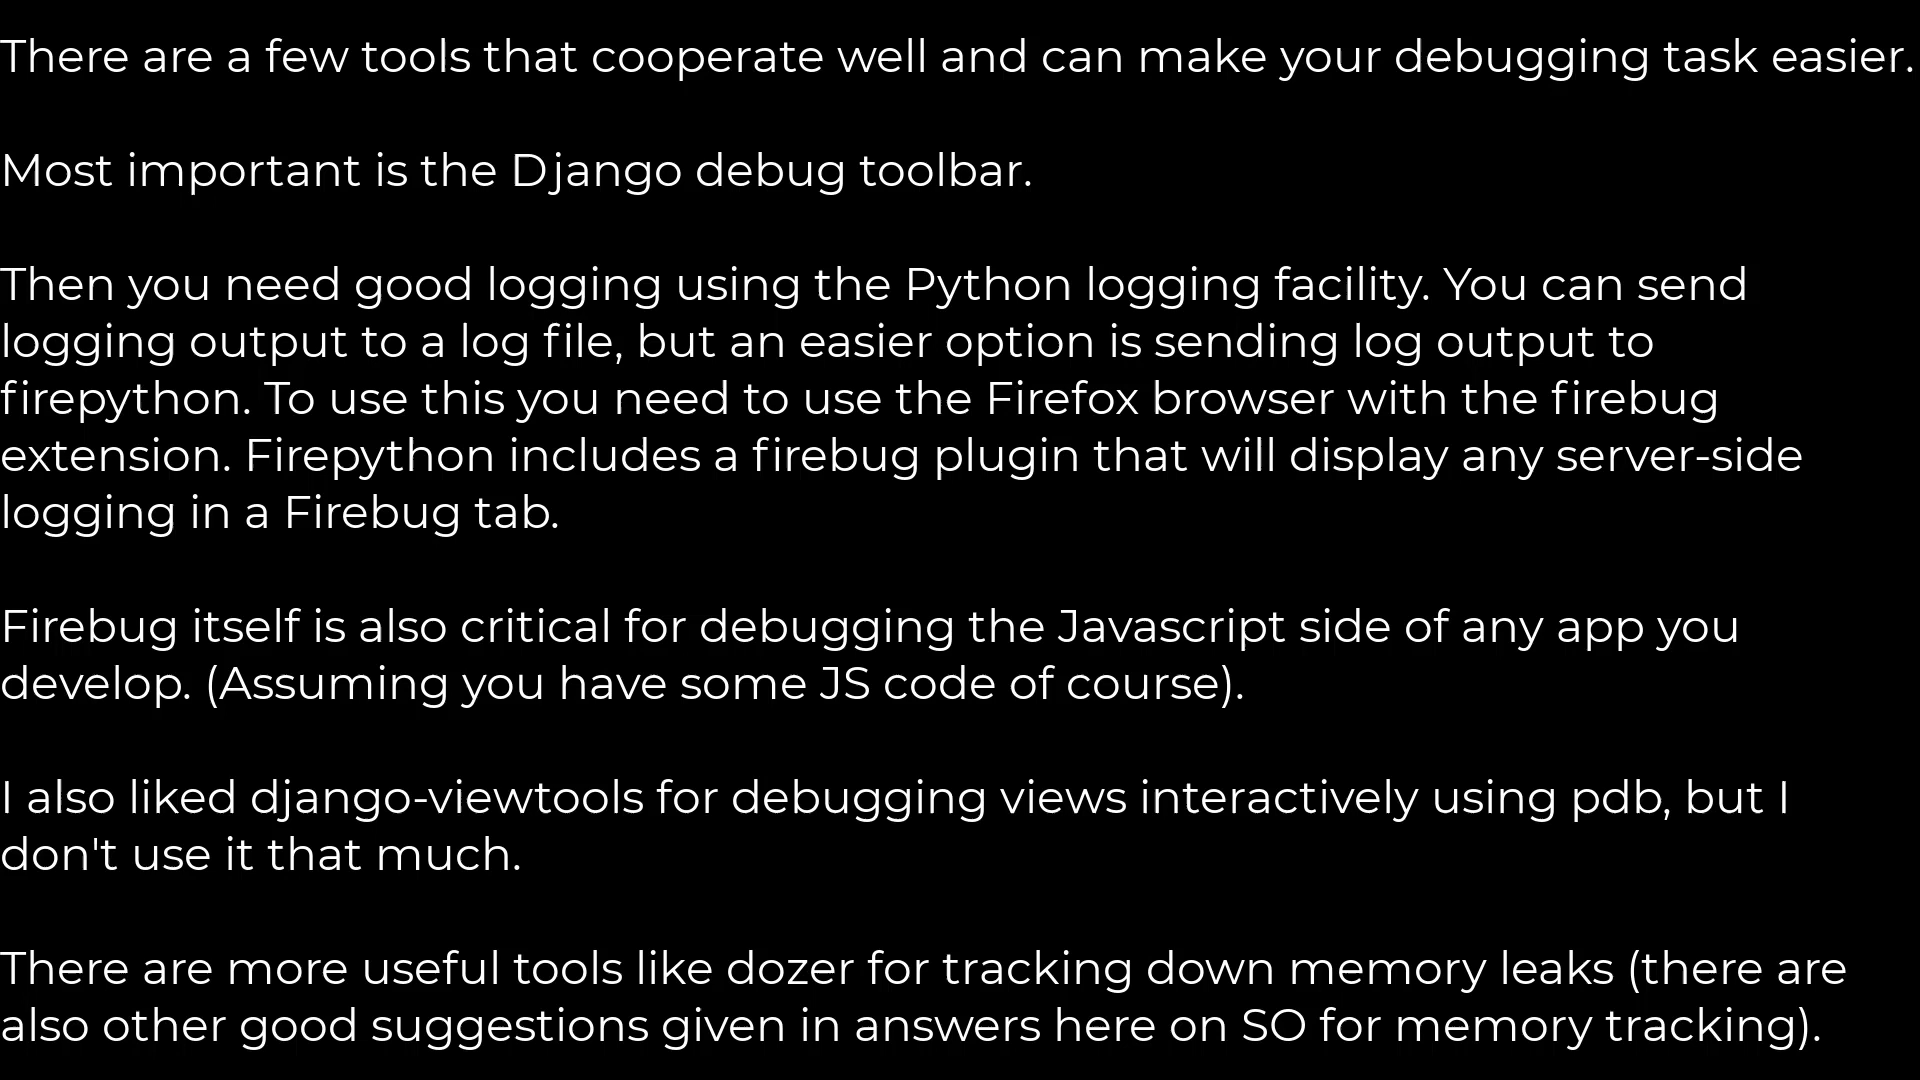 There are a few tools that cooperate well and can make your debugging task easier.
Most important is the Django debug toolbar.
Then you need good logging using the Python logging facility. You can send
logging output to a log file, but an easier option is sending log output to
firepython. To use this you need to use the Firefox browser with the firebug
extension. Firepython includes a firebug plugin that will display any server-side
logging in a Firebug tab.
Firebug itself is also critical for debugging the Javascript side of any app you
develop. (Assuming you have some JS code of course).
I also liked django-viewtools for debugging views interactively using pdb, but I
don't use it that much.
There are more useful tools like dozer for tracking down memory leaks (there are
also other good suggestions given in answers here on SO for memory tracking).